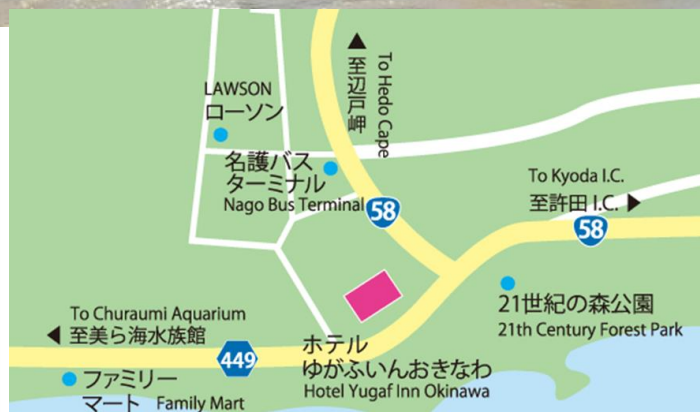 LAWSON
ローソン
▲
至辺戸岬
To Hedo Cape
名護バス
ターミナル
Nago Bus Terminal
58
To Kyoda I.C.
至許田 I.C. ▶
58
21世紀の森公園
21th Century Forest Park
To Churaumi Aquarium
◀ 至美ら海水族館
449
ホテル
ゆがふいんおきなわ
Hotel Yugaf Inn Okinawa
ファミリー
マート Family Mart